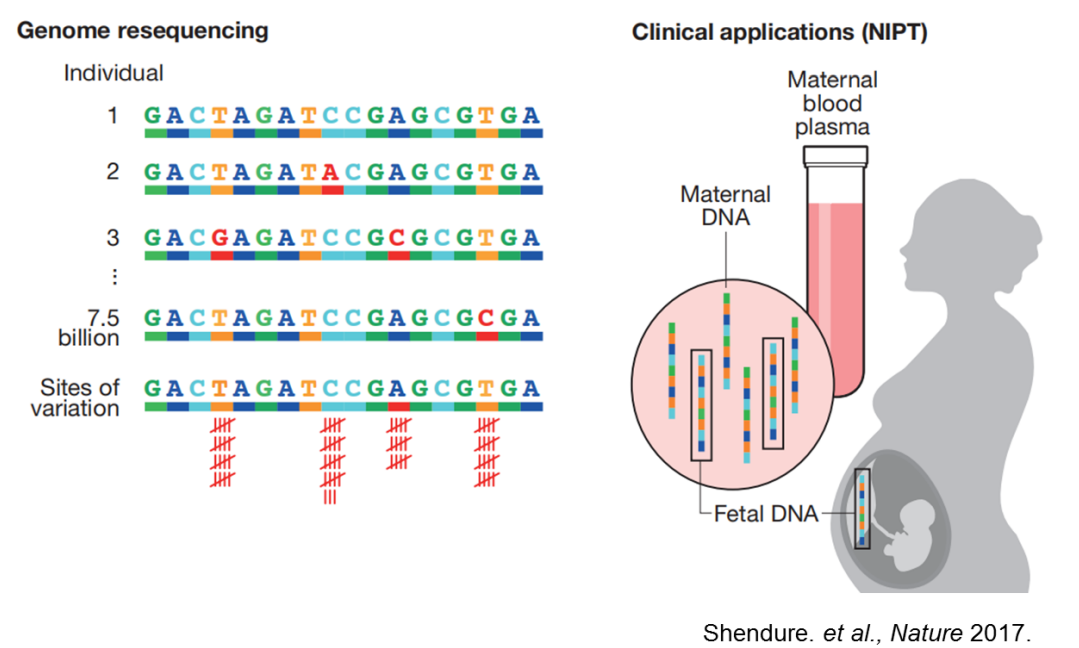 Genome resequencing
Individual
1 GACTAGATCCGAGCGTGA
2 GACTAGATACGAGCGTGA
3 GACGAGATCCGCGCGTGA
⋮
7.5
billion GACTAGATCCGAGCGCGA
Sites of
variation GACTAGATCCGAGCGTGA
Clinical applications (NIPT)
Maternal
blood
plasma
Maternal
DNA
Fetal DNA
Shendure. et al., Nature 2017.